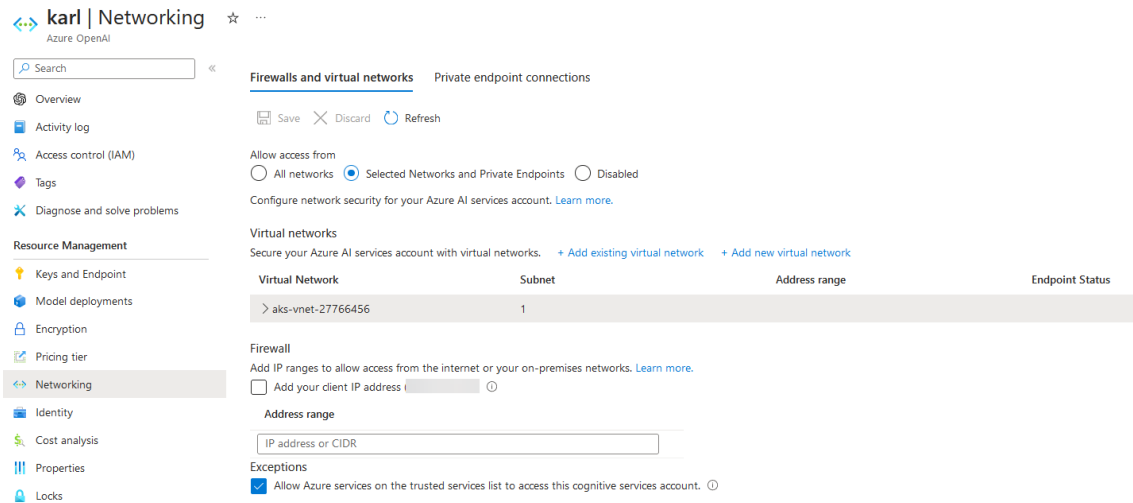 karl | Networking
Azure OpenAI
Search
Overview
Activity log
Access control (IAM)
Tags
Diagnose and solve problems
Resource Management
Keys and Endpoint
Model deployments
Encryption
Pricing tier
Networking
Identity
Cost analysis
Properties
Locks
Firewalls and virtual networks Private endpoint connections
Save Discard Refresh
Allow access from
All networks Selected Networks and Private Endpoints Disabled
Configure network security for your Azure AI services account. Learn more.
Virtual networks
Secure your Azure AI services account with virtual networks. + Add existing virtual network + Add new virtual network
Virtual Network Subnet Address range Endpoint Status
aks-vnet-27766456 1
Firewall
Add IP ranges to allow access from the internet or your on-premises networks. Learn more.
Add your client IP address (
Address range
IP address or CIDR
Exceptions
Allow Azure services on the trusted services list to access this cognitive services account.